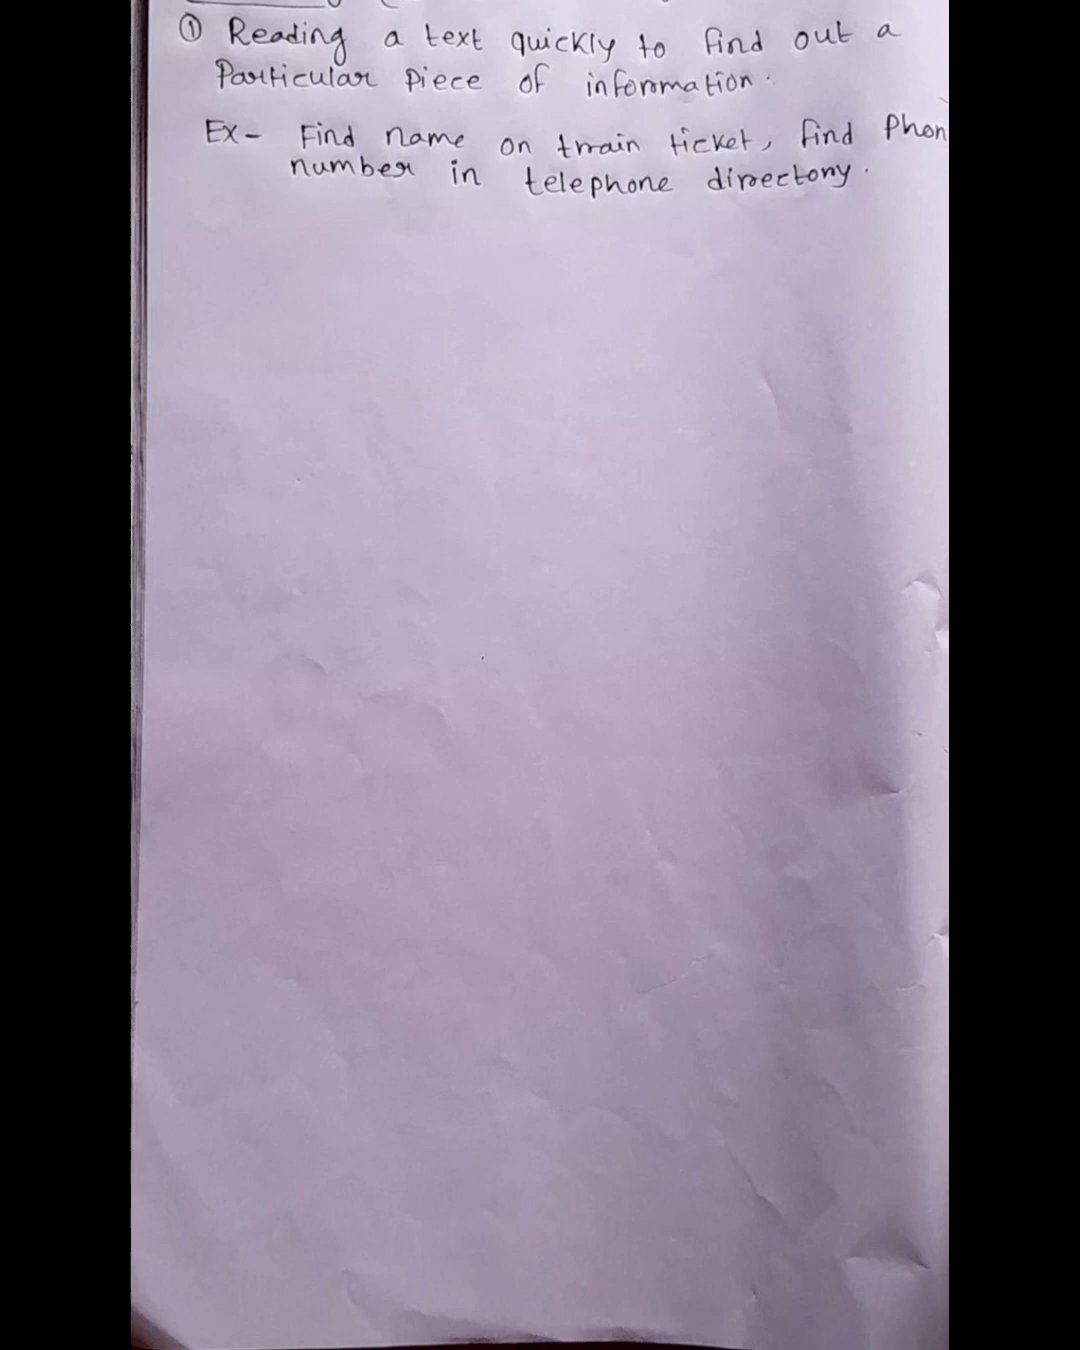 ① Reading a text quickly to find out a
Particular Piece of information.
Ex- Find name on train ticket, find Phon
number in telephone directory.